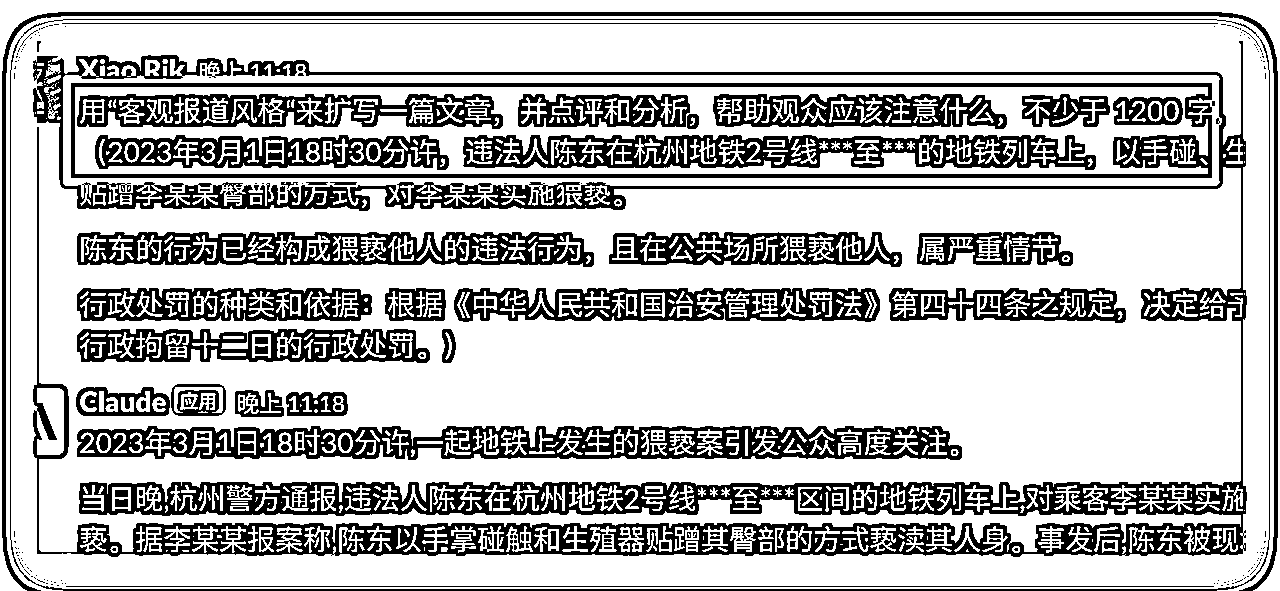 Xiao Rik 晚上 11:18
用“客观报道风格“来扩写一篇文章，并点评和分析，帮助观众应该注意什么，不少于 1200 字。
（2023年3月1日18时30分许，违法人陈东在杭州地铁2号线***至***的地铁列车上，以手碰、生
贴蹭李某某臀部的方式，对李某某实施猥亵。
陈东的行为已经构成猥亵他人的违法行为，且在公共场所猥亵他人，属严重情节。
行政处罚的种类和依据：根据《中华人民共和国治安管理处罚法》第四十四条之规定，决定给予
行政拘留十二日的行政处罚。）
Claude 应用 晚上 11:18
2023年3月1日18时30分许,一起地铁上发生的猥亵案引发公众高度关注。
当日晚,杭州警方通报,违法人陈东在杭州地铁2号线***至***区间的地铁列车上,对乘客李某某实施
亵。据李某某报案称,陈东以手掌碰触和生殖器贴蹭其臀部的方式亵渎其人身。事发后,陈东被现